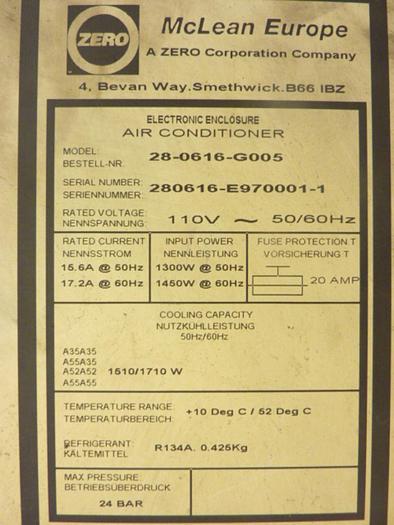 ZERO
McLean Europe
A ZERO Corporation Company
4, Bevan Way.Smethwick.B66 IBZ
ELECTRONIC ENCLOSURE
AIR CONDITIONER
MODEL:
BESTELL-NR. 28-0616-G005
SERIAL NUMBER:
SERIENNUMMER: 280616-E970001-1
RATED VOLTAGE:
NENNSPANNUNG: 110V ~ 50/60Hz
RATED CURRENT
NENNSSTROM
15.6A @ 50Hz
17.2A @ 60Hz
INPUT POWER
NENNLEISTUNG
1300W @ 50Hz
1450W @ 60Hz
FUSE PROTECTION T
VORSICHERUNG T
20 AMP
COOLING CAPACITY
NUTZKÜHLLEISTUNG
50Hz/60Hz
A35A35
A55A35
A52A52 1510/1710 W
A55A55
TEMPERATURE RANGE:
TEMPERATURBEREICH: +10 Deg C / 52 Deg C
REFRIGERANT:
KÄLTEMITTEL R134A. 0.425Kg
MAX PRESSURE
BETRIEBSÜBERDRUCK
24 BAR